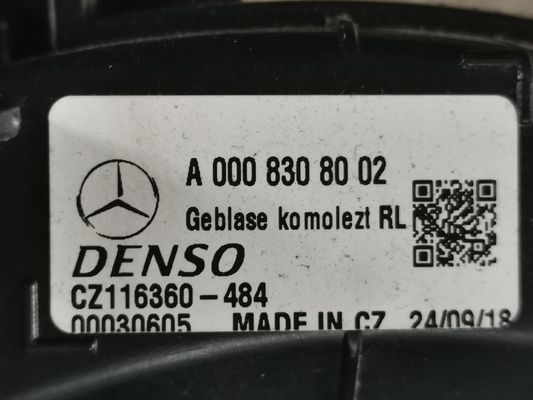 A 000 830 80 02
Geblase komolezt RL
DENSO
CZ116360-484
00030605 MADE IN CZ 24/09/18